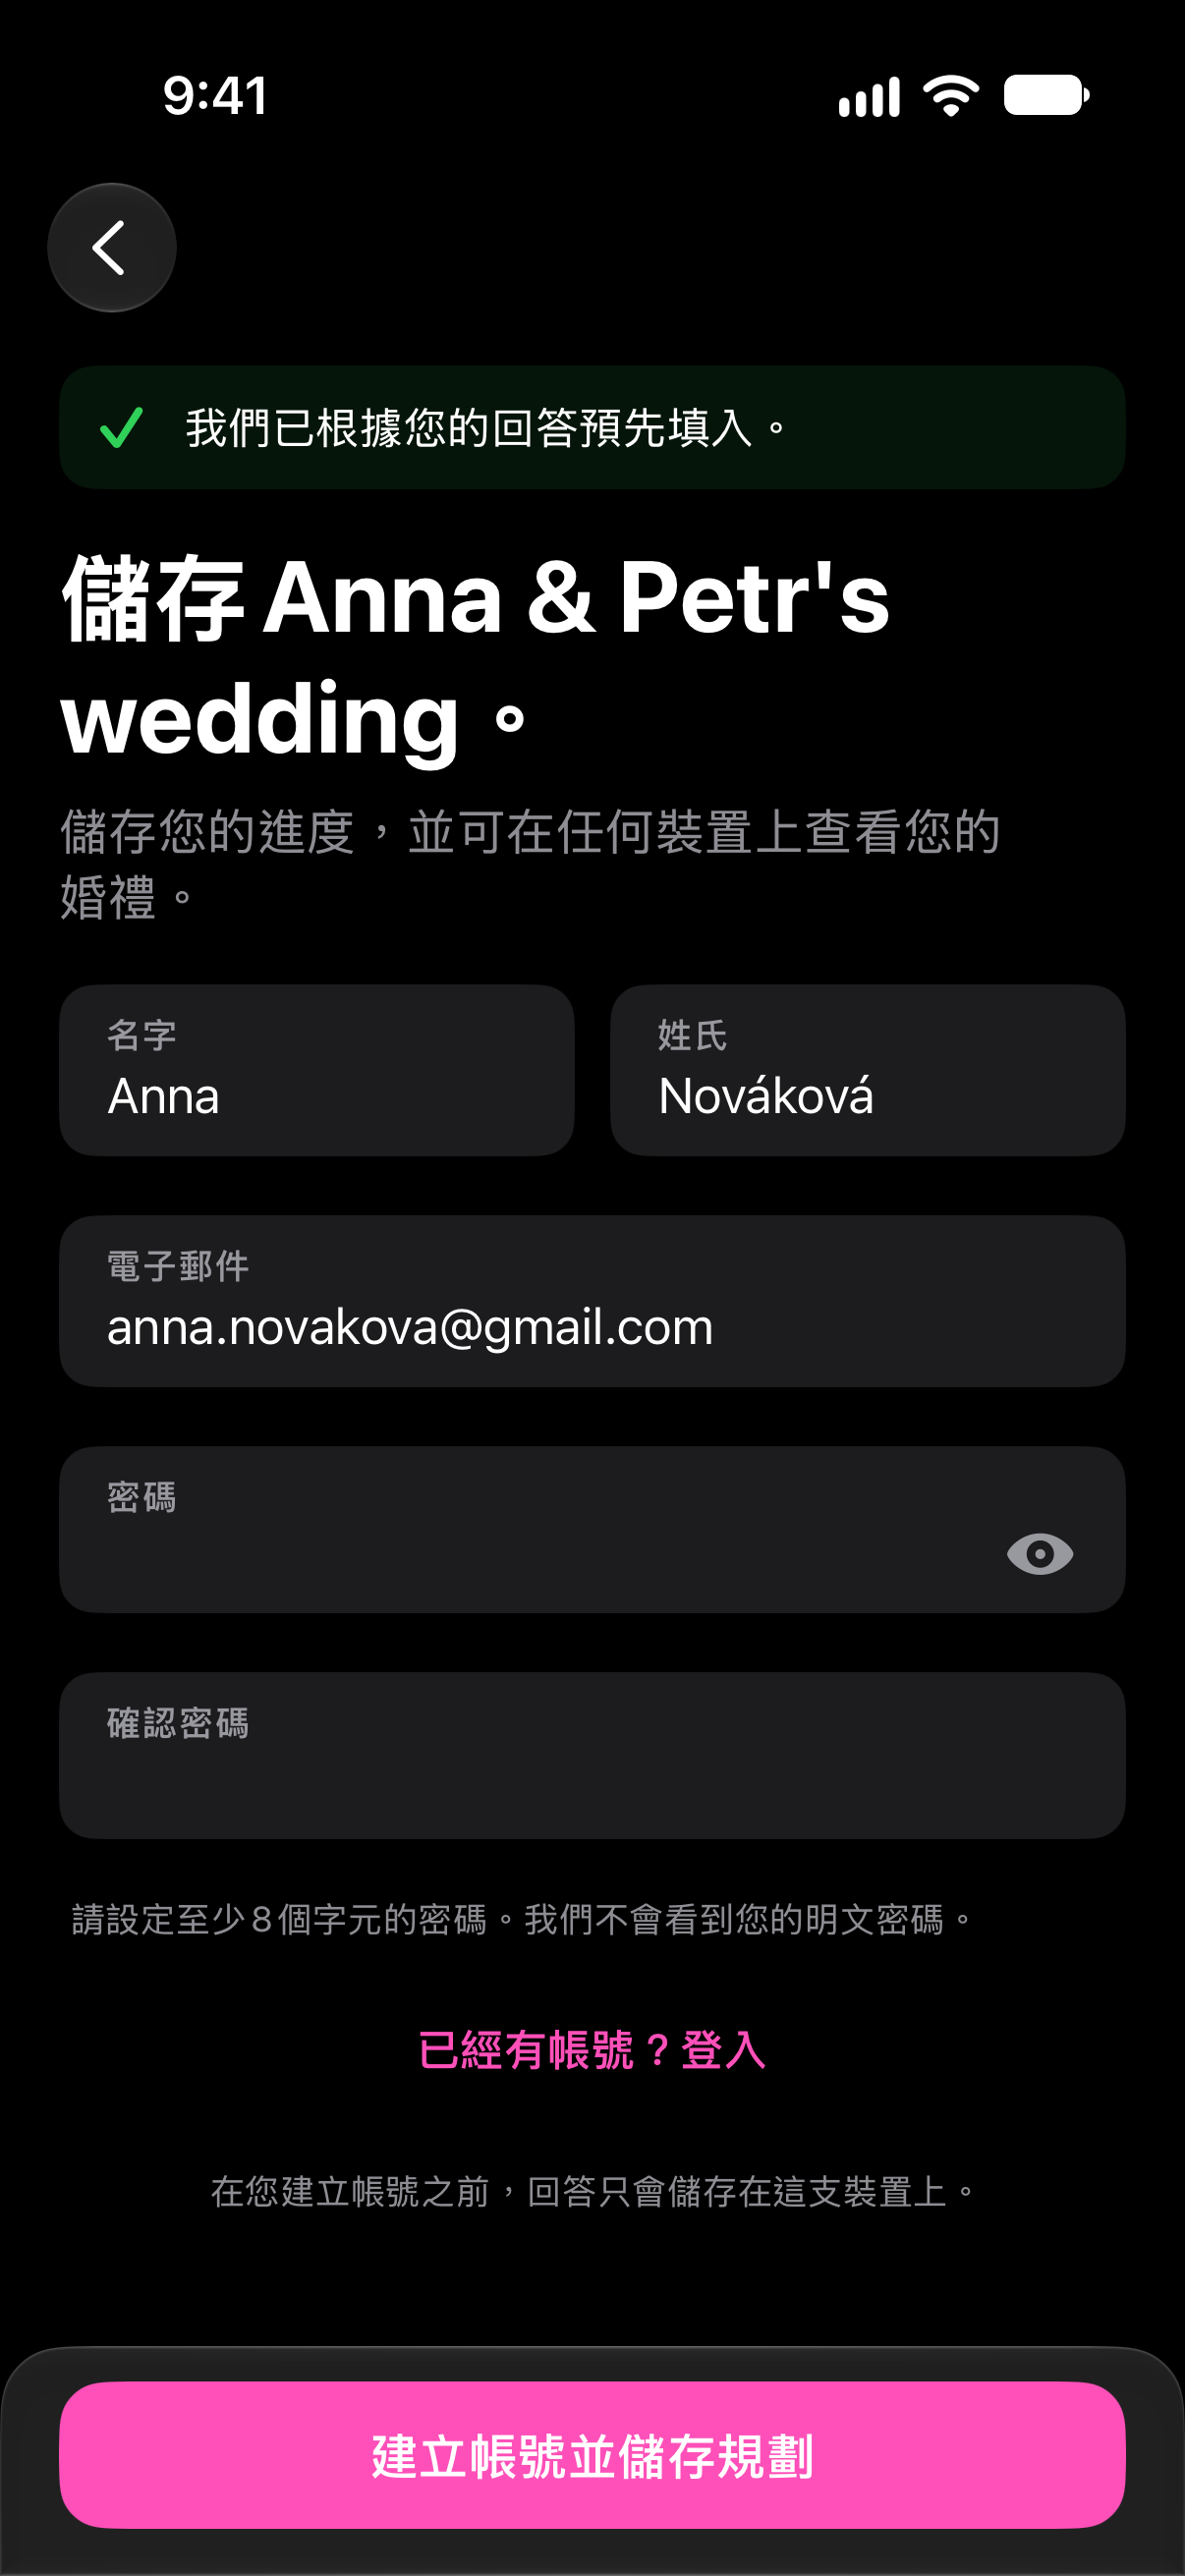 9:41
我們已根據您的回答預先填入。
儲存 Anna & Petr's
wedding。
儲存您的進度，並可在任何裝置上查看您的
婚禮。
名字
Anna
姓氏
Nováková
電子郵件
anna.novakova@gmail.com
密碼
確認密碼
請設定至少 8 個字元的密碼。我們不會看到您的明文密碼。
已經有帳號？登入
在您建立帳號之前，回答只會儲存在這支裝置上。
建立帳號並儲存規劃